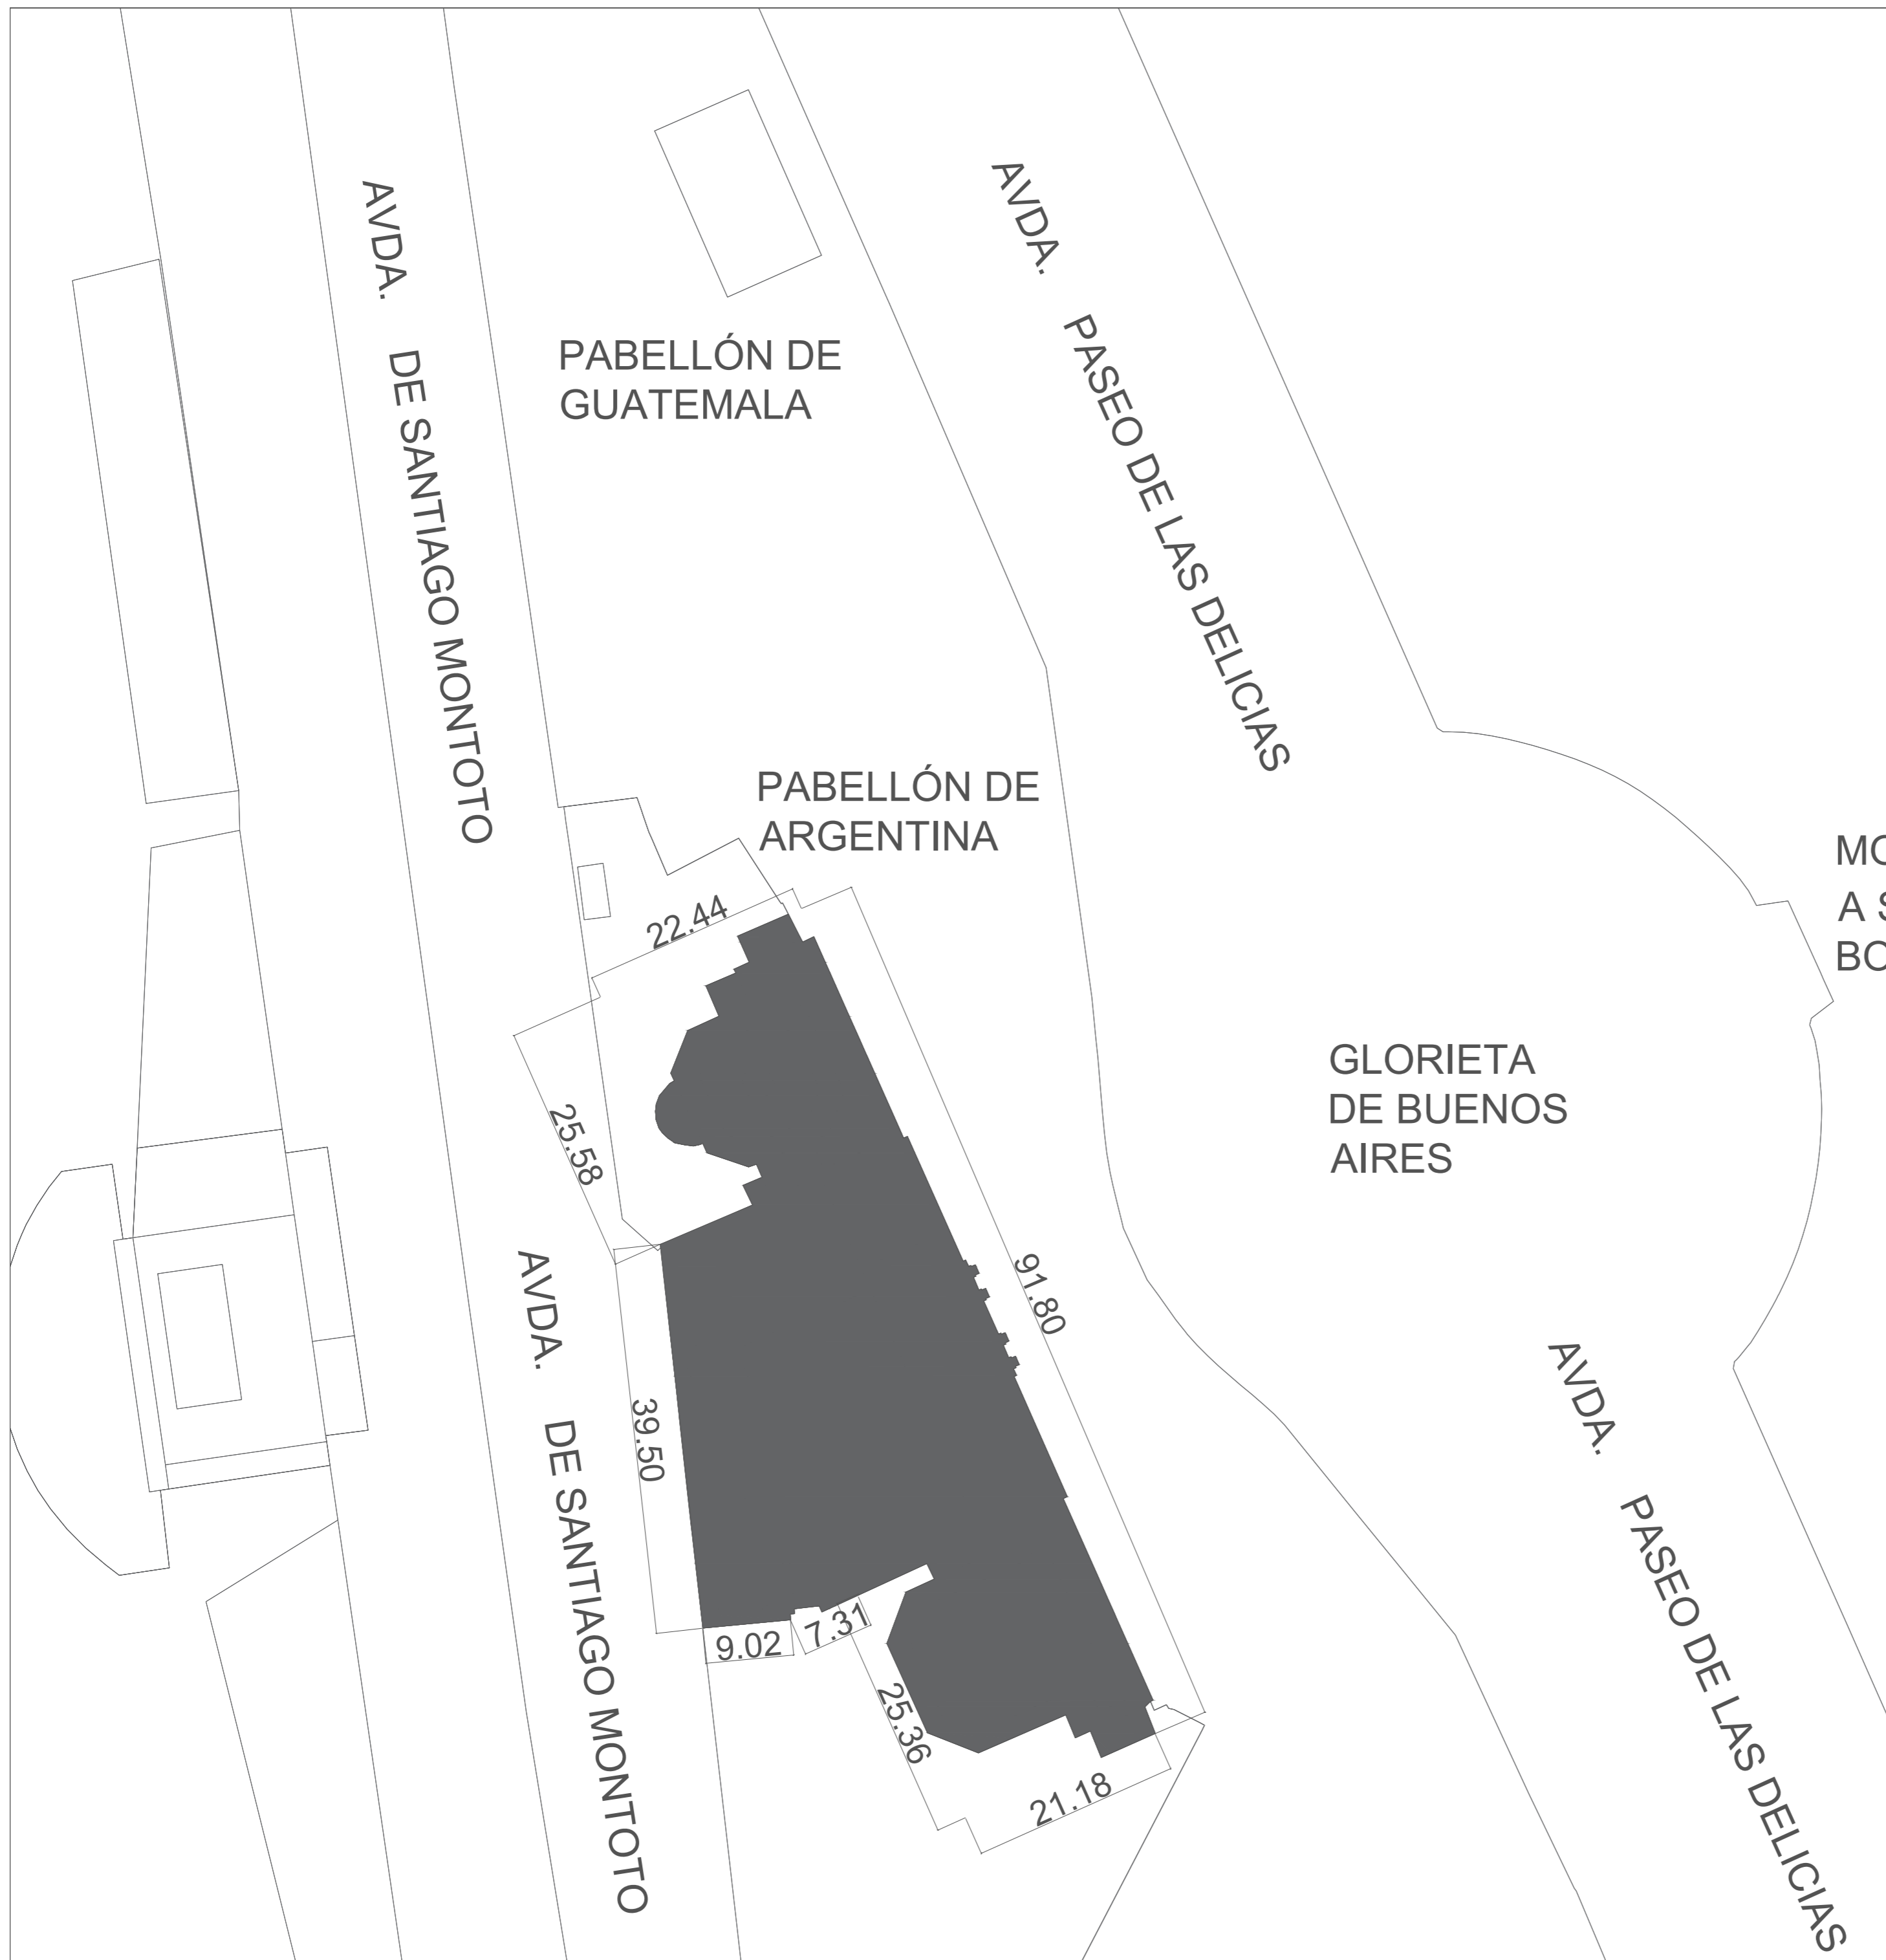 AVDA. DE SANTIAGO MONTOTO
AVDA. PASEO DE LAS DELICIAS
PABELLÓN DE
GUATEMALA
PABELLÓN DE
ARGENTINA
MO
A S
BO
22.44
25.58
GLORIETA
DE BUENOS
AIRES
91.80
39.50
AVDA. DE SANTIAGO MONTOTO
AVDA. PASEO DE LAS DELICIAS
9.02
7.31
25.36
21.18